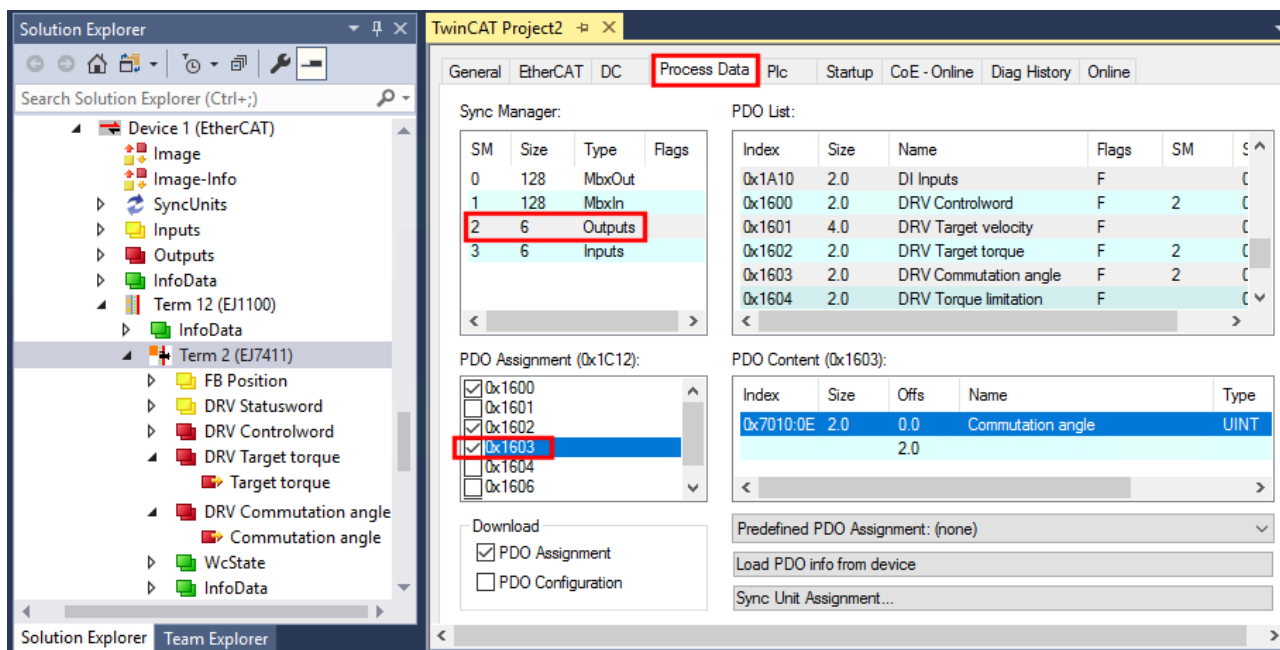 Solution Explorer
Search Solution Explorer (Ctrl+;)
Device 1 (EtherCAT)
Image
Image-Info
SyncUnits
Inputs
Outputs
InfoData
Term 12 (EJ1100)
InfoData
Term 2 (EJ7411)
FB Position
DRV Statusword
DRV Controlword
DRV Target torque
Target torque
DRV Commutation angle
Commutation angle
WcState
InfoData
Solution Explorer Team Explorer
TwinCAT Project2
General EtherCAT DC Process Data Plc Startup CoE - Online Diag History Online
Sync Manager:
SM Size Type Flags
0 128 MbxOut
1 128 MbxIn
2 6 Outputs
3 6 Inputs
PDO List:
Index Size Name Flags SM
0x1A10 2.0 DI Inputs F
0x1600 2.0 DRV Controlword F 2
0x1601 4.0 DRV Target velocity F
0x1602 2.0 DRV Target torque F 2
0x1603 2.0 DRV Commutation angle F 2
0x1604 2.0 DRV Torque limitation F
PDO Assignment (0x1C12):
0x1600
0x1601
0x1602
0x1603
0x1604
0x1606
PDO Content (0x1603):
Index Size Offs Name Type
0x7010:0E 2.0 0.0 Commutation angle UINT
2.0
Download
PDO Assignment
PDO Configuration
Predefined PDO Assignment: (none)
Load PDO info from device
Sync Unit Assignment...